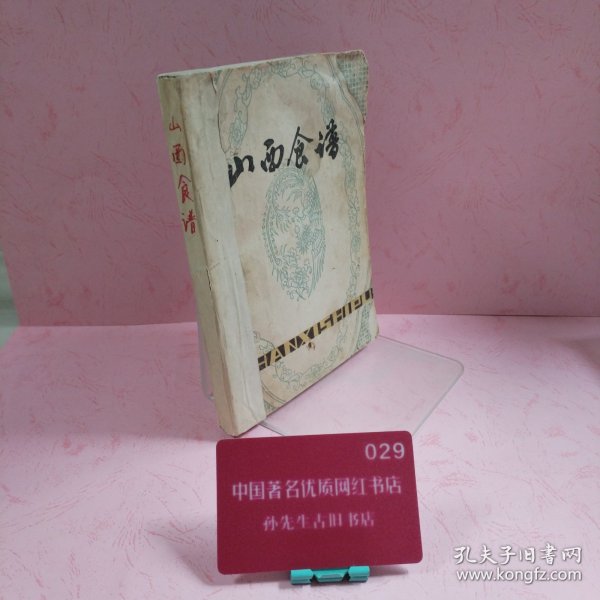 山西食谱
山西食谱
HANXISHIPU
029
中国著名优质网红书店
孙先生古旧书店
孔夫子旧书网
www.kongfz.com